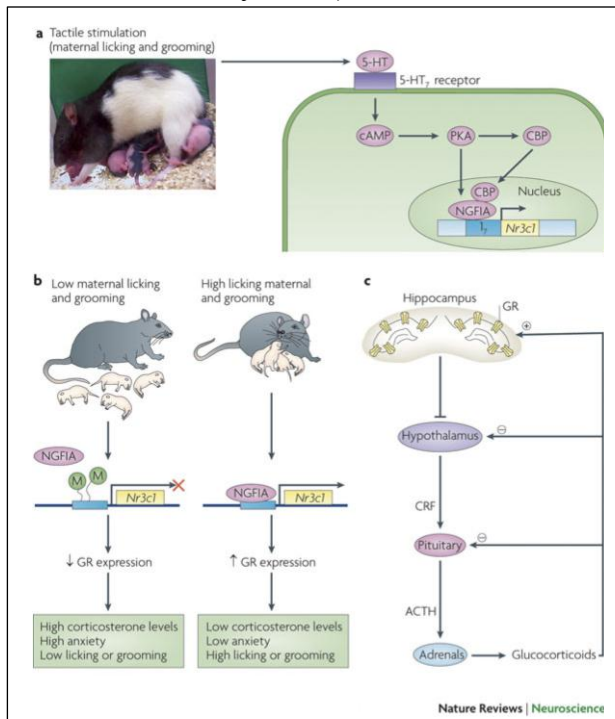 a Tactile stimulation
(maternal licking and grooming)
5-HT
5-HT7 receptor
cAMP
PKA
CBP
CBP
Nucleus
NGFIA
17
Nr3c1
b Low maternal licking
and grooming
High licking maternal
and grooming
NGFIA
M
M
Nr3c1
NGFIA
Nr3c1
↓ GR expression
↑ GR expression
High corticosterone levels
High anxiety
Low licking or grooming
Low corticosterone levels
Low anxiety
High licking or grooming
c
Hippocampus
GR
+
Hypothalamus
−
CRF
Pituitary
−
ACTH
Adrenals
Glucocorticoids
Nature Reviews | Neuroscience